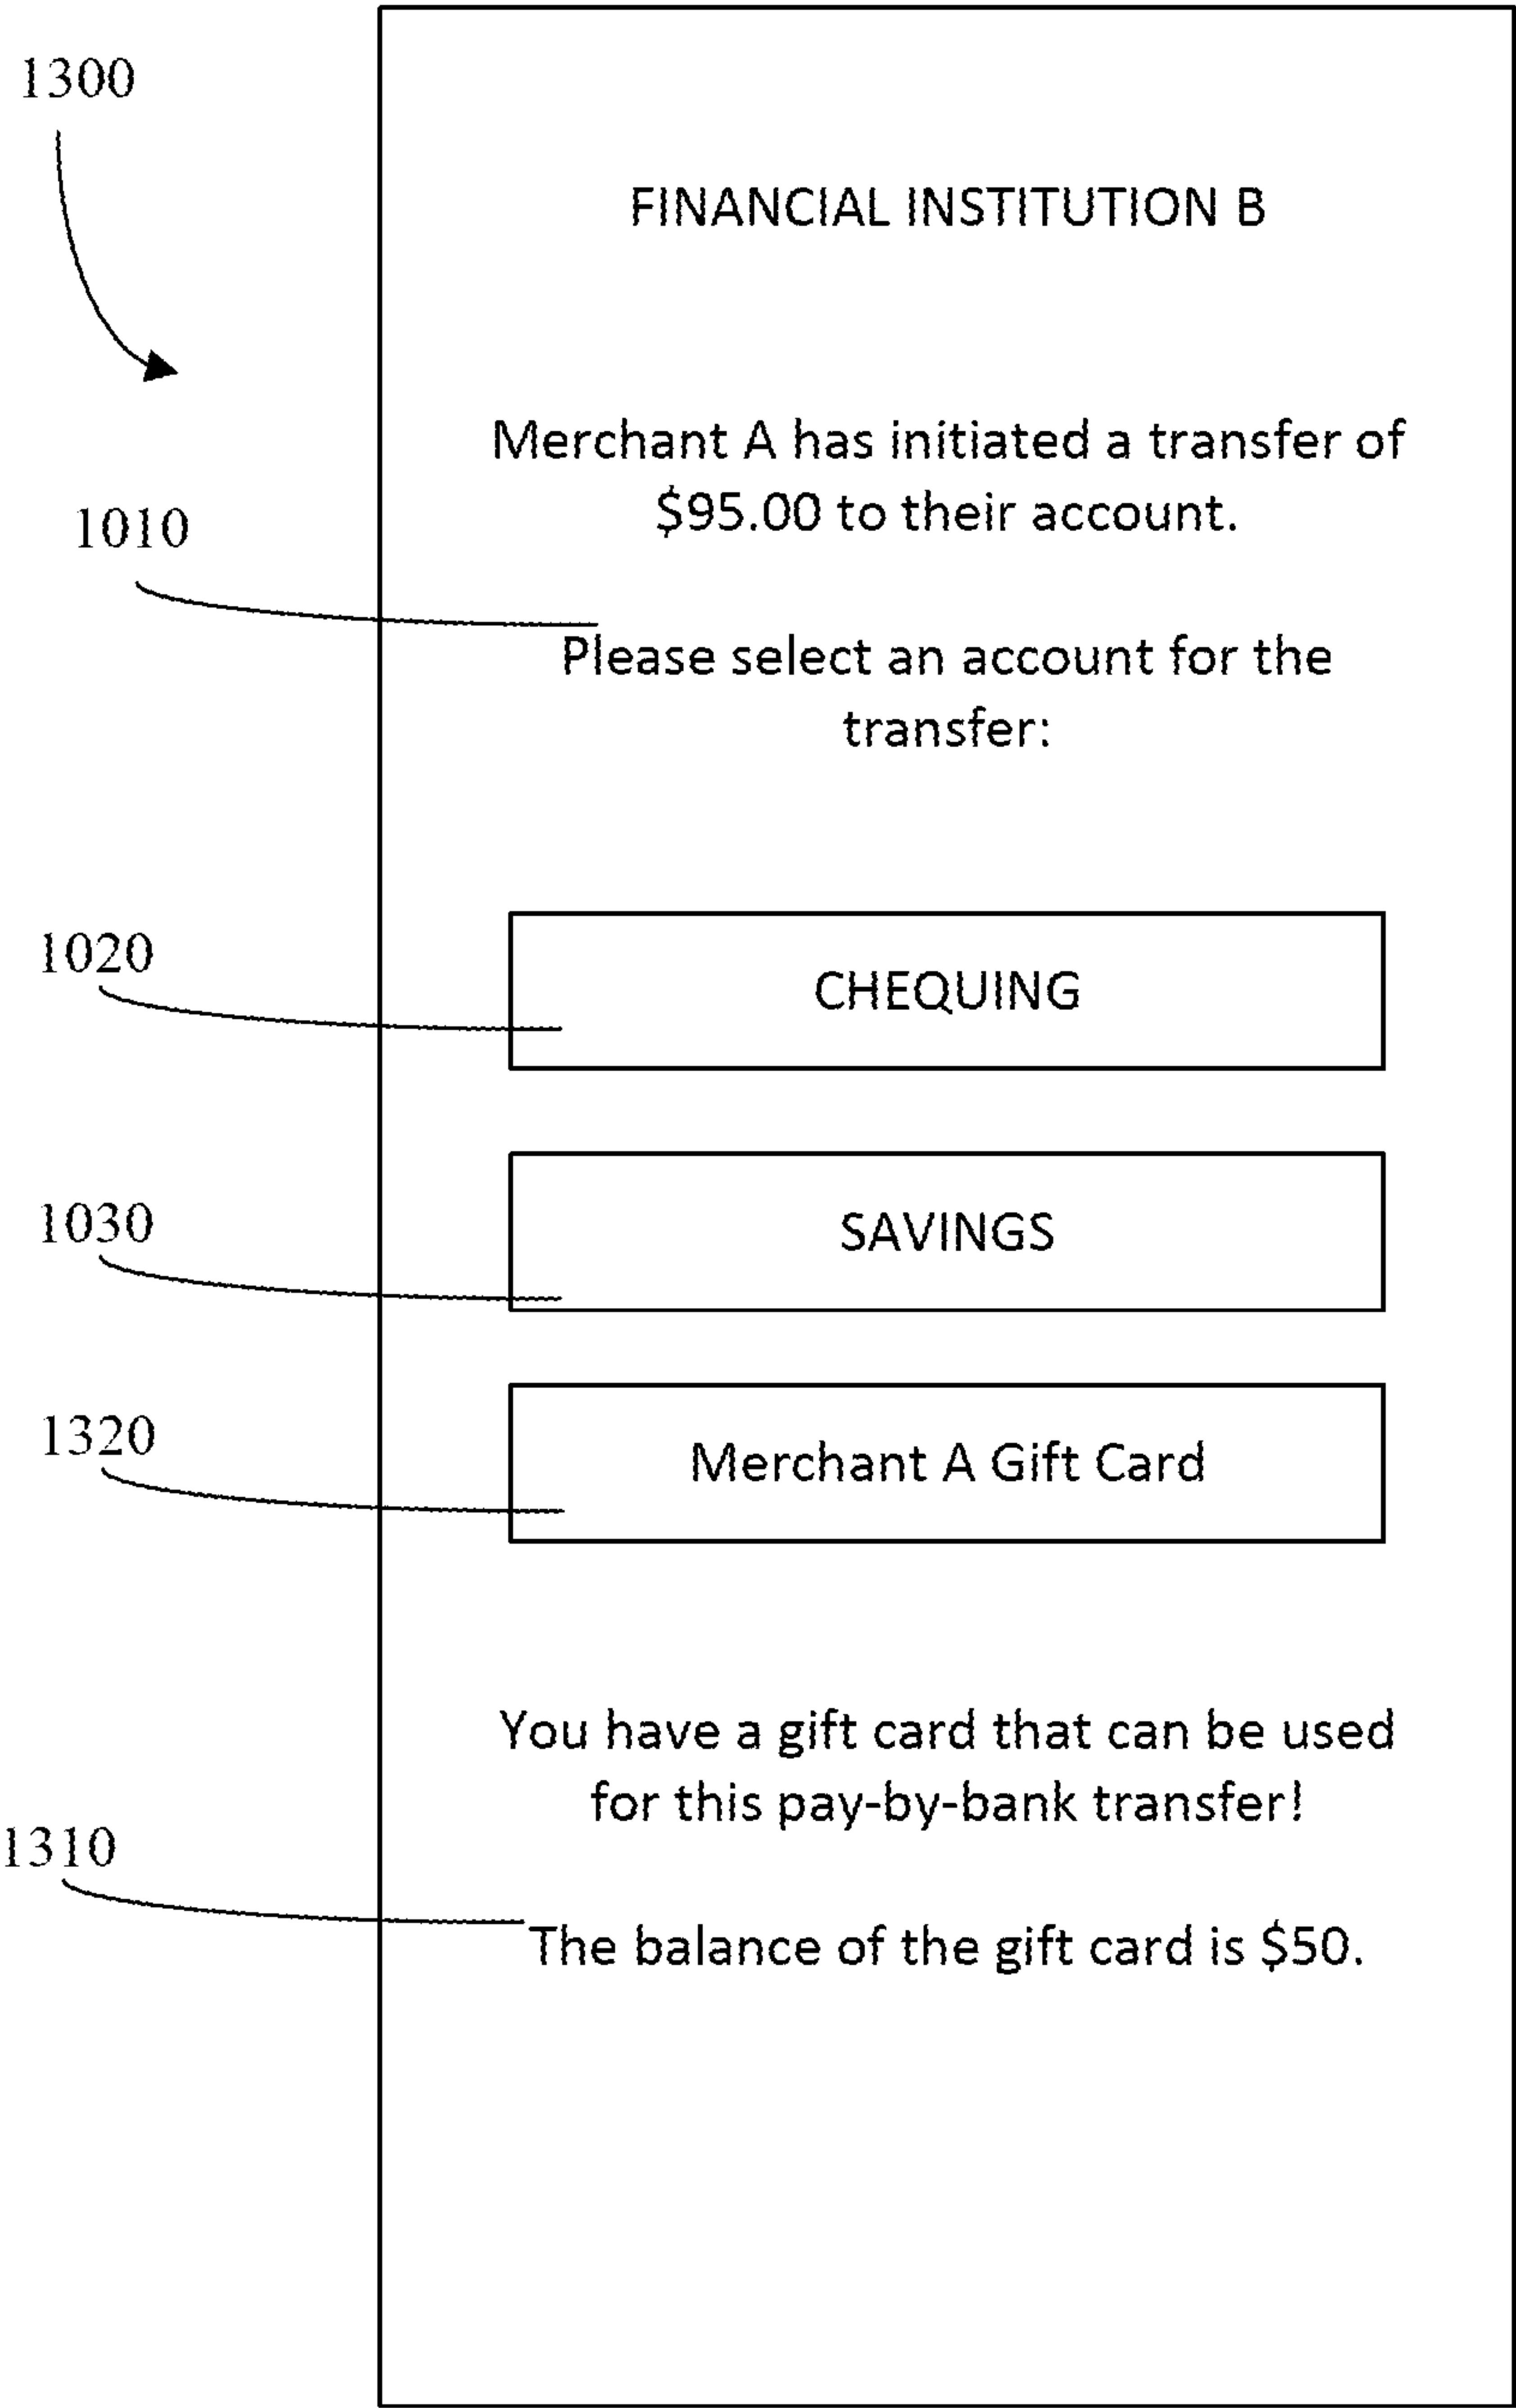 1300
FINANCIAL INSTITUTION B
Merchant A has initiated a transfer of
$95.00 to their account.
1010
Please select an account for the
transfer:
1020
CHEQUING
1030
SAVINGS
1320
Merchant A Gift Card
You have a gift card that can be used
for this pay-by-bank transfer!
1310
The balance of the gift card is $50.